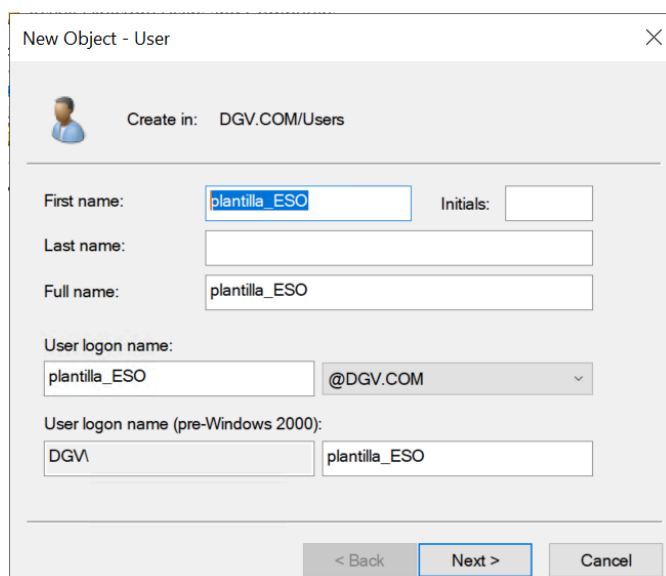 New Object - User
Create in: DGV.COM/Users
First name: plantilla_ESO Initials:
Last name:
Full name: plantilla_ESO
User logon name:
plantilla_ESO @DGV.COM
User logon name (pre-Windows 2000):
DGV\ plantilla_ESO
< Back Next > Cancel